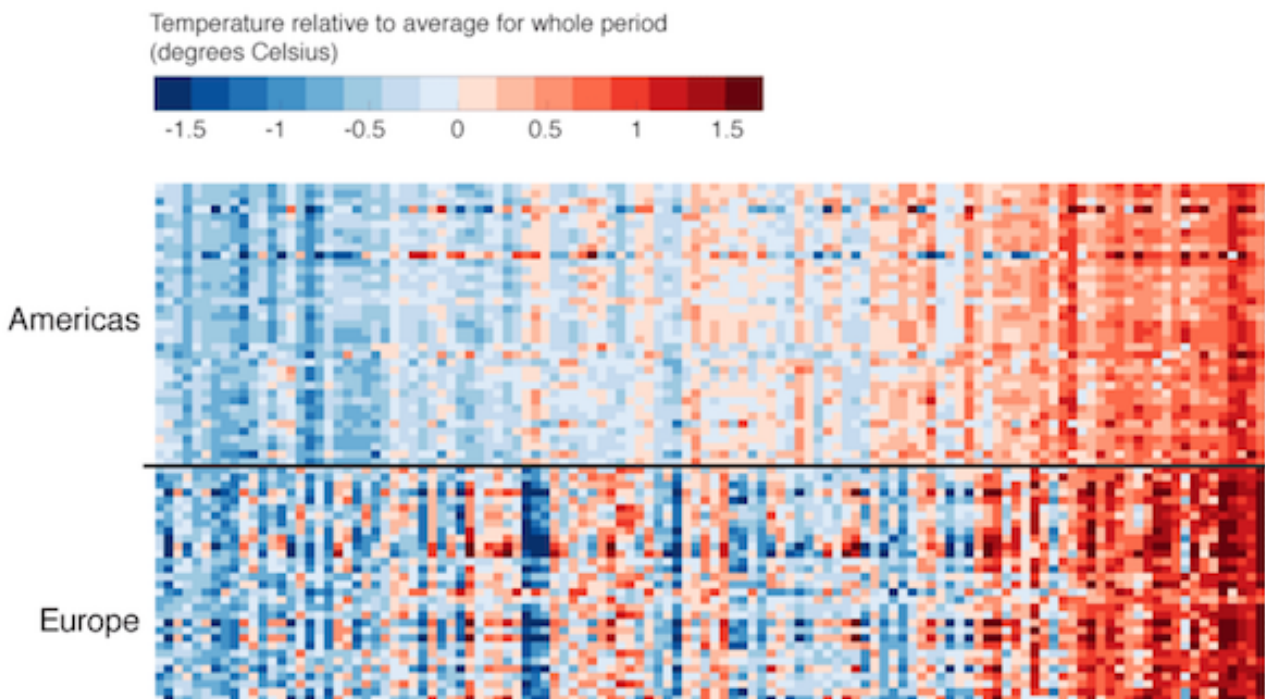 Temperature relative to average for whole period
(degrees Celsius)
-1.5 -1 -0.5 0 0.5 1 1.5
Americas
Europe